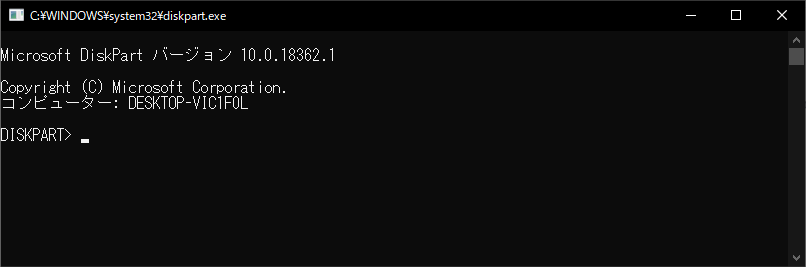 C:¥WINDOWS¥system32¥diskpart.exe
Microsoft DiskPart バージョン 10.0.18362.1
Copyright (C) Microsoft Corporation.
コンピューター: DESKTOP-VIC1F0L
DISKPART>